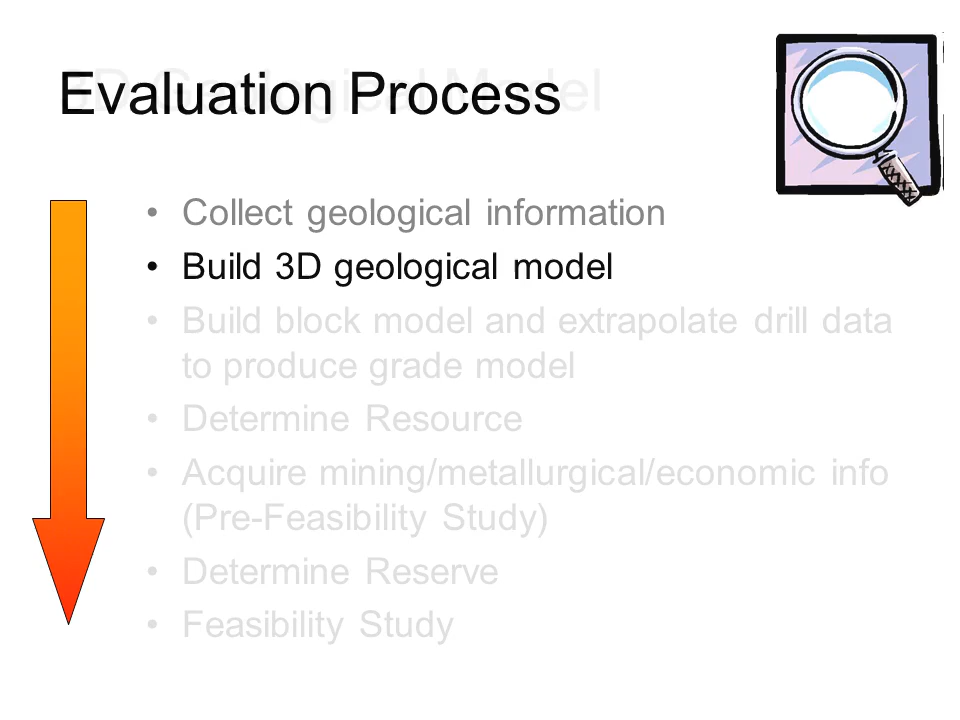 Evaluation Process
• Collect geological information
• Build 3D geological model
• Build block model and extrapolate drill data
to produce grade model
• Determine Resource
• Acquire mining/metallurgical/economic info
(Pre-Feasibility Study)
• Determine Reserve
• Feasibility Study